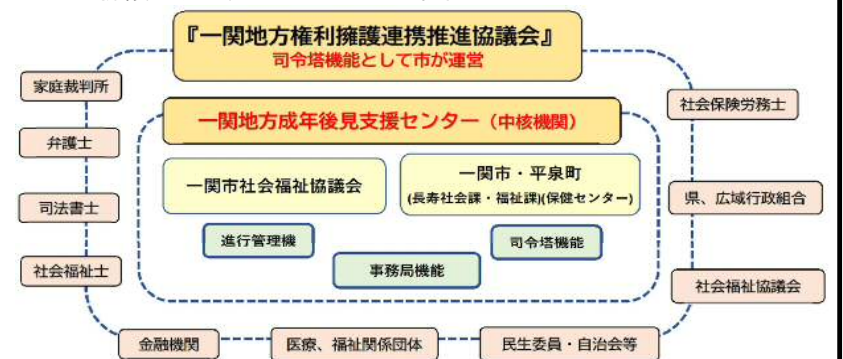 『一関地方権利擁護連携推進協議会』
司令塔機能として市が運営
家庭裁判所
弁護士
司法書士
社会福祉士
社会保険労務士
県、広域行政組合
社会福祉協議会
一関地方成年後見支援センター（中核機関）
一関市社会福祉協議会
一関市・平泉町
(長寿社会課・福祉課)(保健センター)
進行管理機
司令塔機能
事務局機能
金融機関
医療、福祉関係団体
民生委員・自治会等